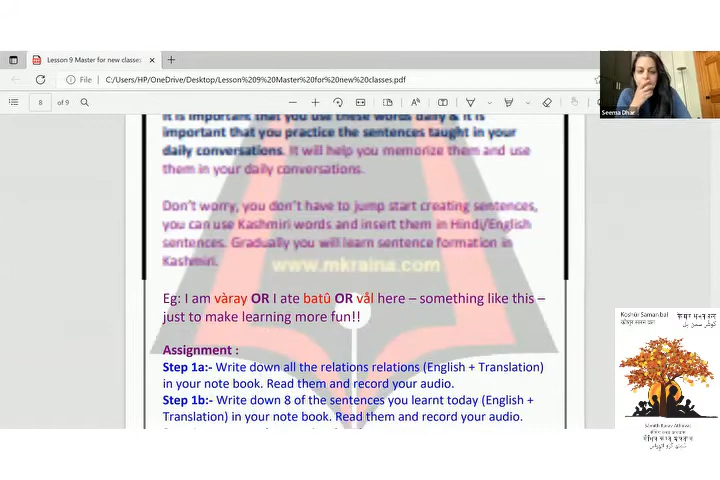 Lesson 9 Master for new classes
File
C:/Users/HP/OneDrive/Desktop/Lesson%209%20Master%20for%20new%20classes.pdf
8 of 9
It is important that you use these words daily & it is
important that you practice the sentences taught in your
daily conversations. It will help you memorize them and use
them in your daily conversations.
Don't worry, you don't have to jump start creating sentences,
you can use Kashmiri words and insert them in Hindi/English
sentences. Gradually you will learn sentence formation in
Kashmiri.
www.mkraina.com
Eg: I am vàray OR I ate batû OR vål here – something like this –
just to make learning more fun!!
Assignment :
Step 1a:- Write down all the relations relations (English + Translation)
in your note book. Read them and record your audio.
Step 1b:- Write down 8 of the sentences you learnt today (English +
Translation) in your note book. Read them and record your audio.
Seema Dhar
Koshûr Samanbal